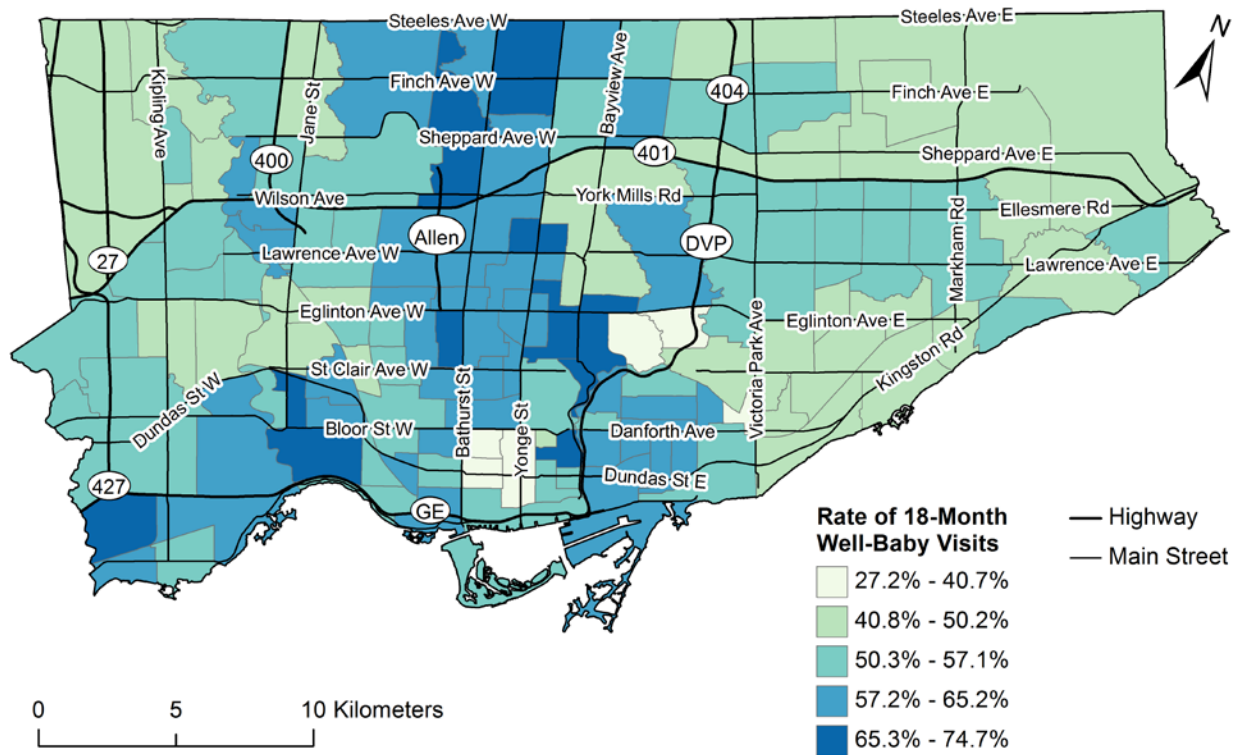 Steeles Ave W
Steeles Ave E
N
Kipling Ave
Jane St
Finch Ave W
Bayview Ave
404
Finch Ave E
400
Sheppard Ave W
401
Sheppard Ave E
Wilson Ave
York Mills Rd
Ellesmere Rd
27
Allen
Lawrence Ave W
DVP
Markham Rd
Lawrence Ave E
Eglinton Ave W
Victoria Park Ave
Eglinton Ave E
St Clair Ave W
Kingston Rd
Dundas St W
Bathurst St
Yonge St
Bloor St W
Danforth Ave
427
Dundas St E
GE
Rate of 18-Month
Well-Baby Visits
27.2% - 40.7%
40.8% - 50.2%
50.3% - 57.1%
57.2% - 65.2%
65.3% - 74.7%
Highway
Main Street
0 5 10 Kilometers